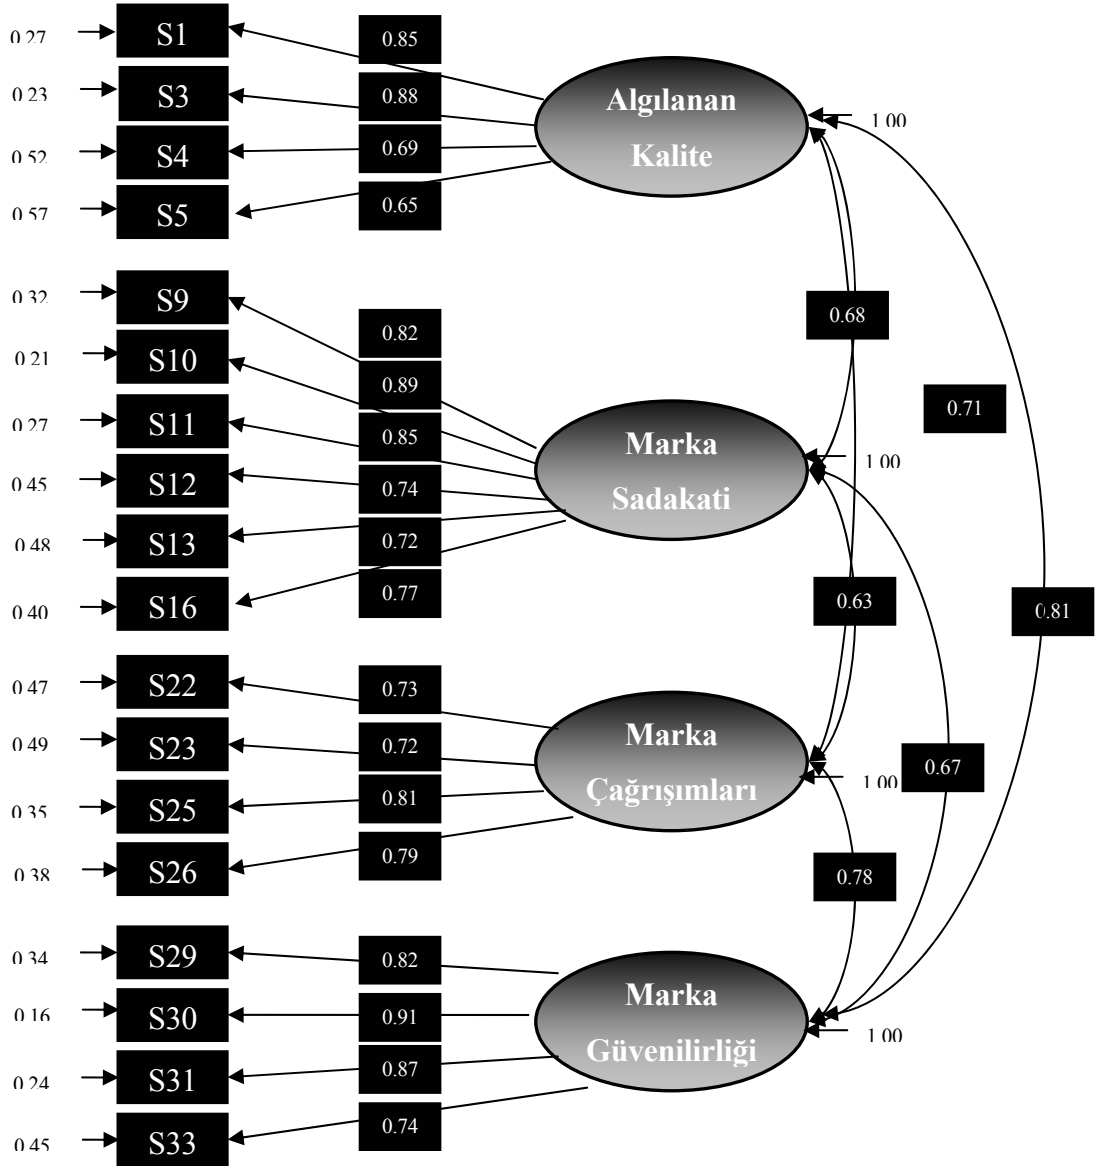 0.27
S1
0.85
0.23
S3
0.88
0.52
S4
0.69
0.57
S5
0.65
Algılanan
Kalite
1.00
0.68
0.71
0.32
S9
0.82
0.21
S10
0.89
0.27
S11
0.85
0.45
S12
0.74
0.48
S13
0.72
0.40
S16
0.77
Marka
Sadakati
1.00
0.63
0.81
0.47
S22
0.73
0.49
S23
0.72
0.35
S25
0.81
0.38
S26
0.79
Marka
Çağrışımları
1.00
0.67
0.78
0.34
S29
0.82
0.16
S30
0.91
0.24
S31
0.87
0.45
S33
0.74
Marka
Güvenilirliği
1.00